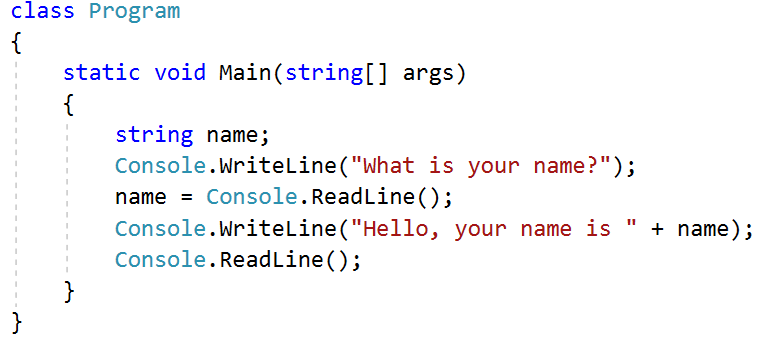 class Program
{
    static void Main(string[] args)
    {
        string name;
        Console.WriteLine("What is your name?");
        name = Console.ReadLine();
        Console.WriteLine("Hello, your name is " + name);
        Console.ReadLine();
    }
}